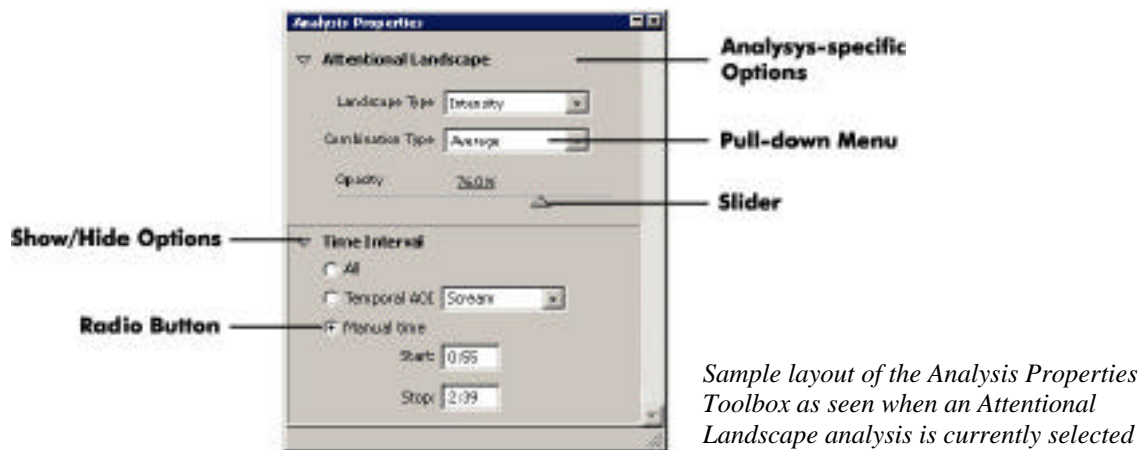 Analysis Properties
Attentional Landscape
Analysys-specific
Options
Landscape Type Intensity
Combination Type Average
Pull-down Menu
Opacity 76.0%
Slider
Show/Hide Options
Time Interval
All
Temporal AOI Scream
Radio Button
Manual time
Start: 0:55
Stop: 2:39
Sample layout of the Analysis Properties
Toolbox as seen when an Attentional
Landscape analysis is currently selected